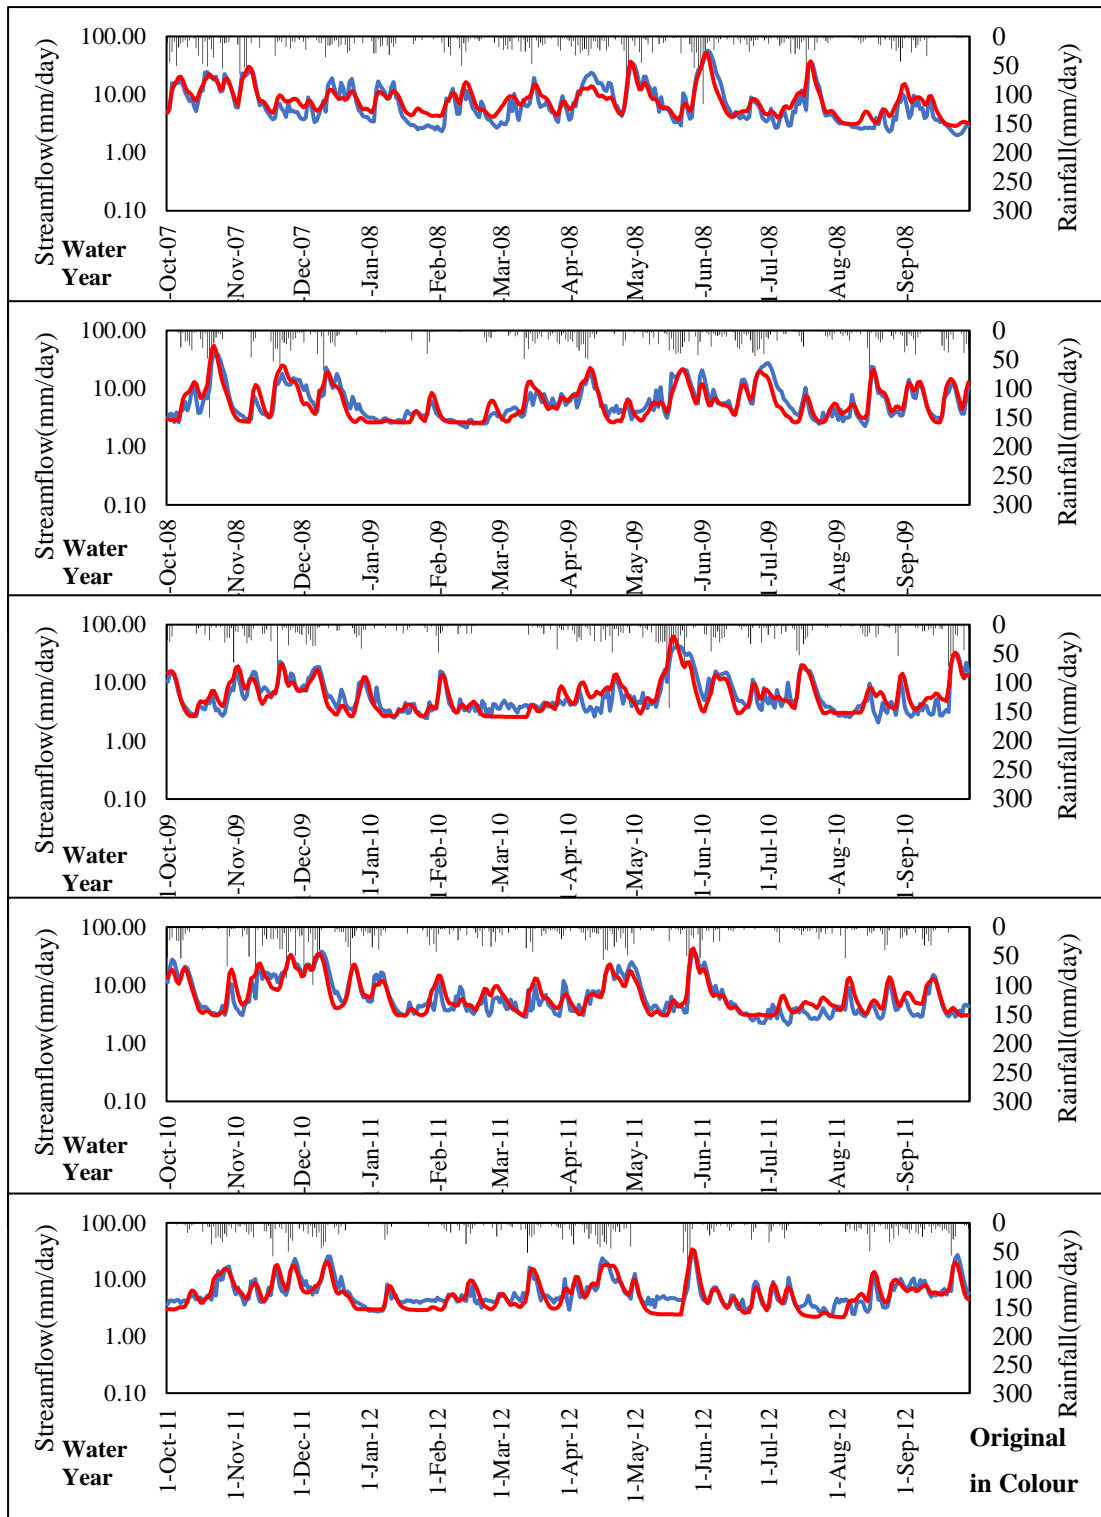 Streamflow(mm/day)
100.00
10.00
1.00
0.10
0
50
100
150
200
250
300
Rainfall(mm/day)
Water
Year
-Oct-07
-Nov-07
-Dec-07
-Jan-08
-Feb-08
-Mar-08
-Apr-08
-May-08
-Jun-08
1-Jul-08
-Aug-08
-Sep-08
Streamflow(mm/day)
100.00
10.00
1.00
0.10
0
50
100
150
200
250
300
Rainfall(mm/day)
Water
Year
-Oct-08
-Nov-08
-Dec-08
-Jan-09
-Feb-09
-Mar-09
-Apr-09
-May-09
-Jun-09
1-Jul-09
-Aug-09
-Sep-09
Streamflow(mm/day)
100.00
10.00
1.00
0.10
0
50
100
150
200
250
300
Rainfall(mm/day)
Water
Year
1-Oct-09
-Nov-09
-Dec-09
1-Jan-10
1-Feb-10
-Mar-10
1-Apr-10
-May-10
1-Jun-10
1-Jul-10
-Aug-10
1-Sep-10
Streamflow(mm/day)
100.00
10.00
1.00
0.10
0
50
100
150
200
250
300
Rainfall(mm/day)
Water
Year
-Oct-10
-Nov-10
-Dec-10
-Jan-11
-Feb-11
-Mar-11
-Apr-11
-May-11
-Jun-11
1-Jul-11
-Aug-11
-Sep-11
Streamflow(mm/day)
100.00
10.00
1.00
0.10
0
50
100
150
200
250
300
Rainfall(mm/day)
Water
Year
1-Oct-11
1-Nov-11
1-Dec-11
1-Jan-12
1-Feb-12
1-Mar-12
1-Apr-12
1-May-12
1-Jun-12
1-Jul-12
1-Aug-12
1-Sep-12
Original
in Colour